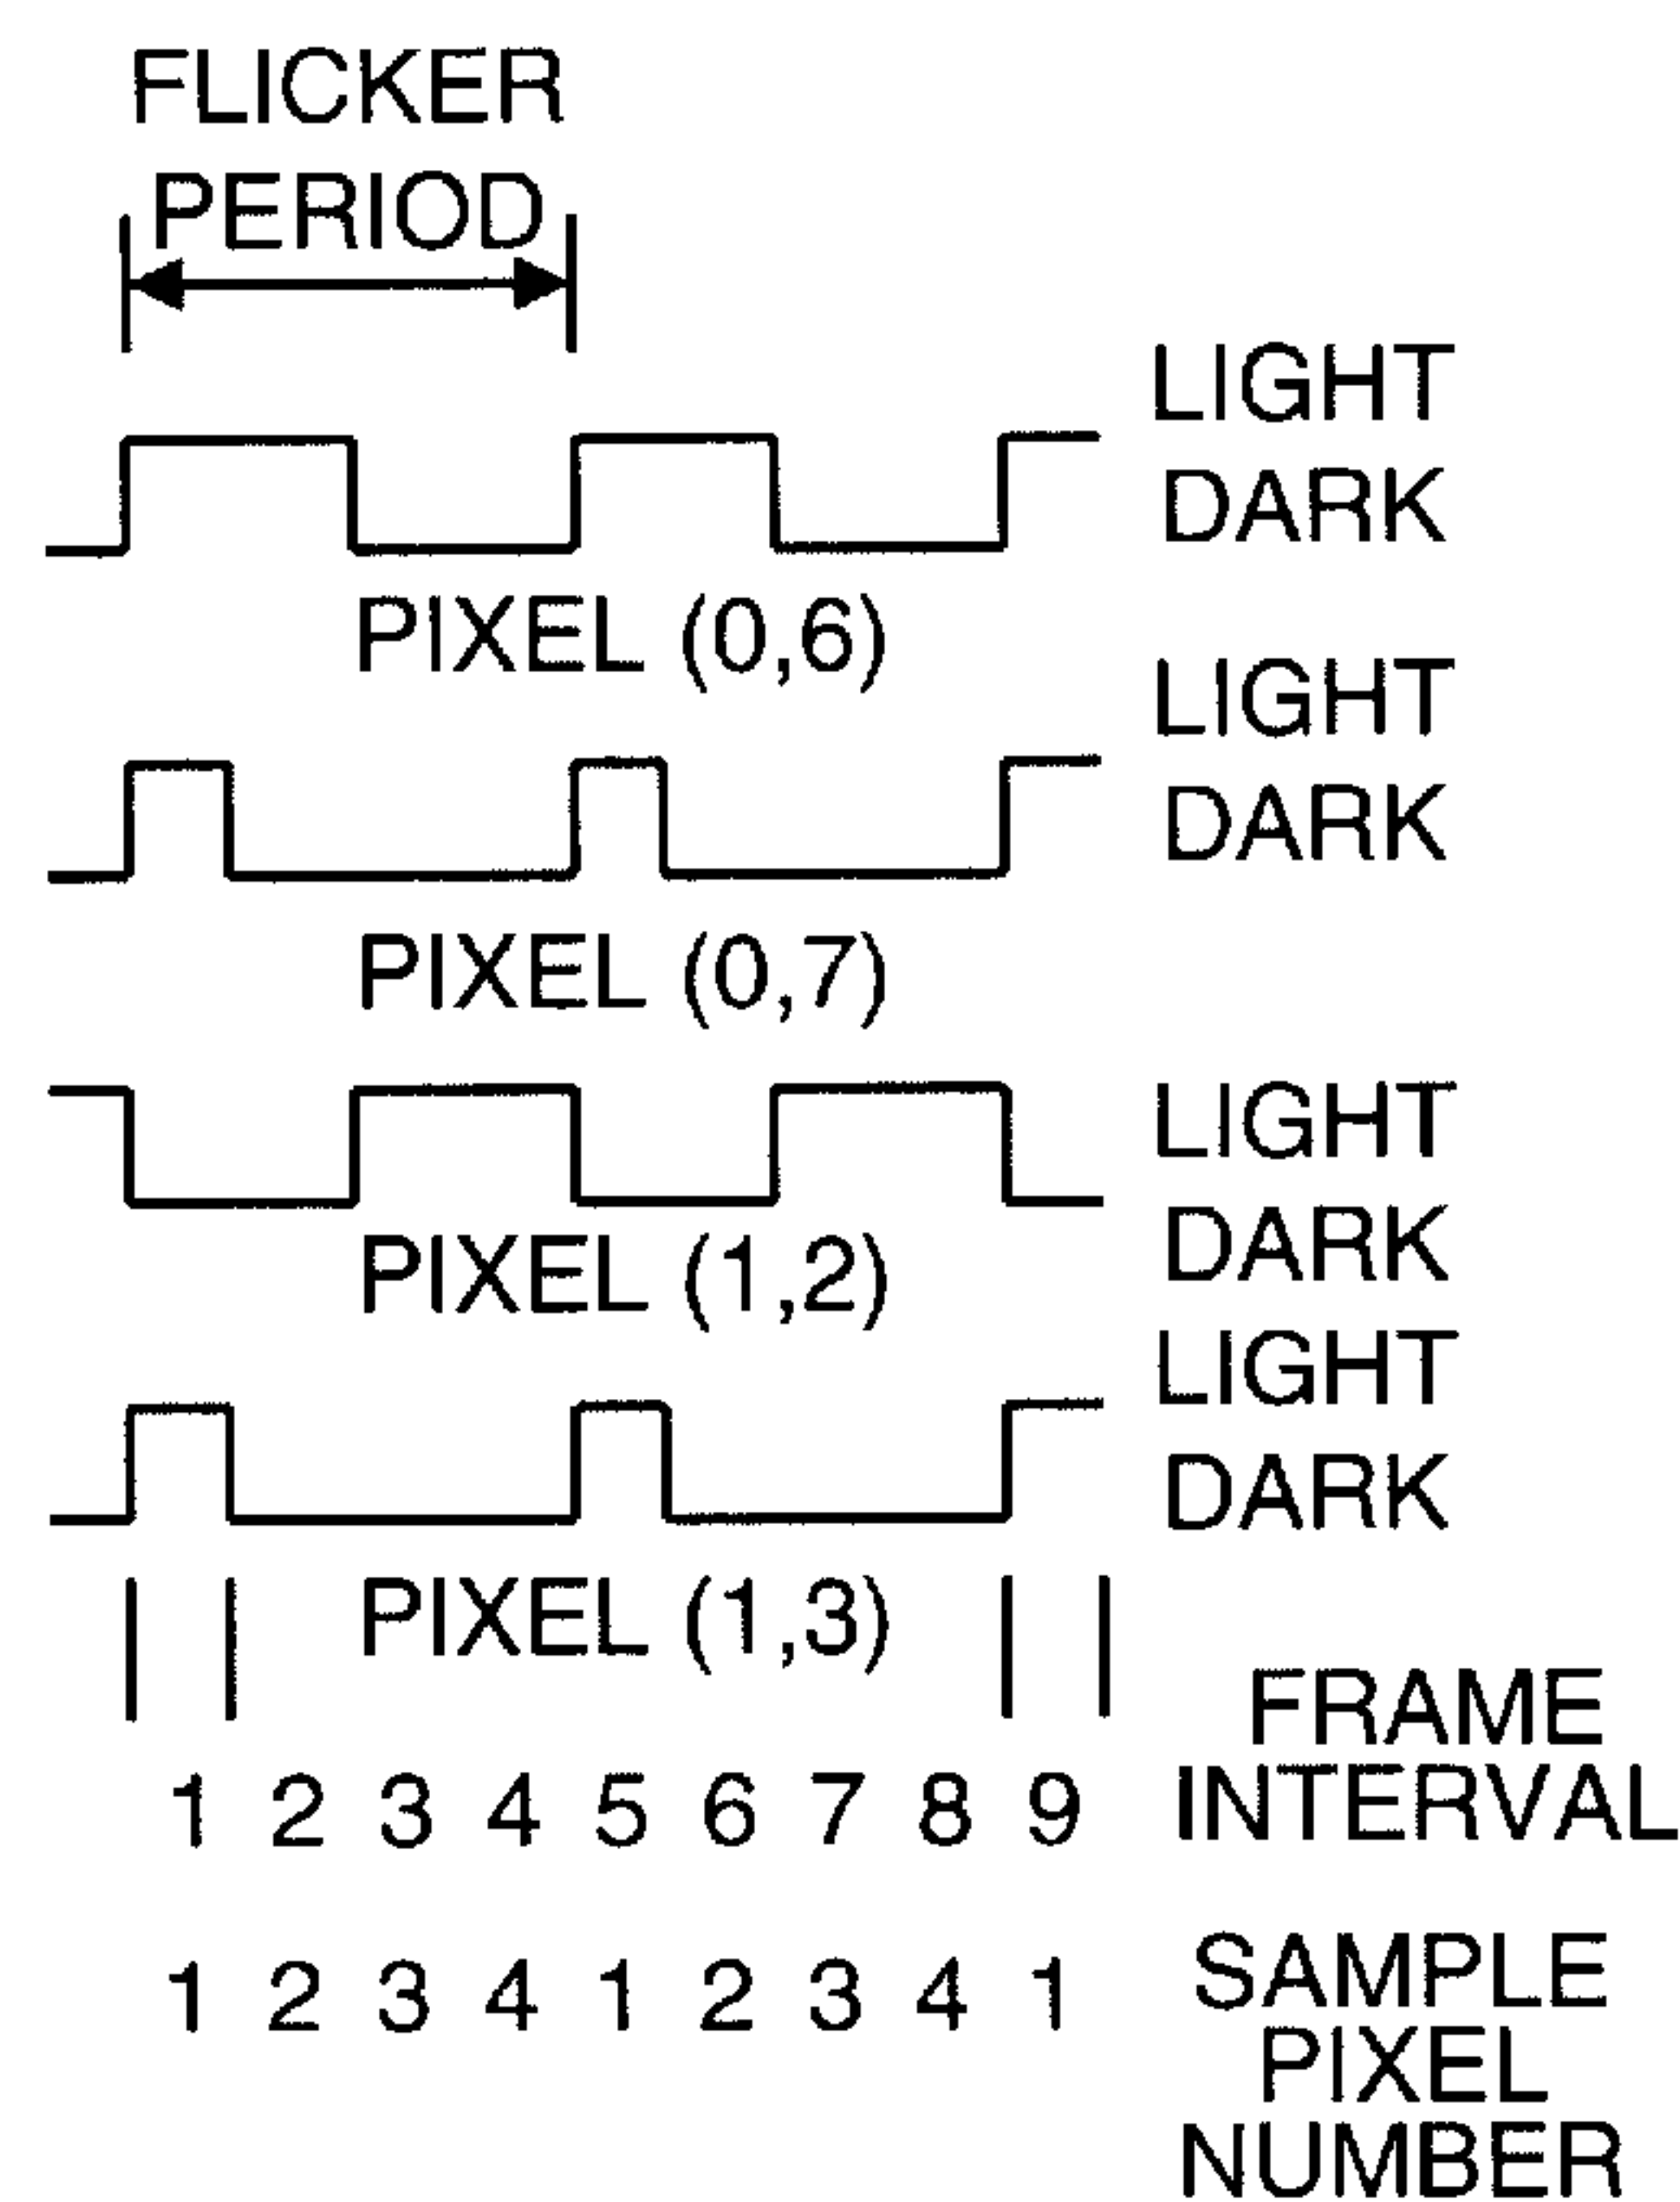 FLICKER
PERIOD
LIGHT
DARK
PIXEL (0,6)
LIGHT
DARK
PIXEL (0,7)
LIGHT
DARK
PIXEL (1,2)
LIGHT
DARK
PIXEL (1,3)
FRAME
1 2 3 4 5 6 7 8 9 INTERVAL
1 2 3 4 1 2 3 4 1 SAMPLE
PIXEL
NUMBER